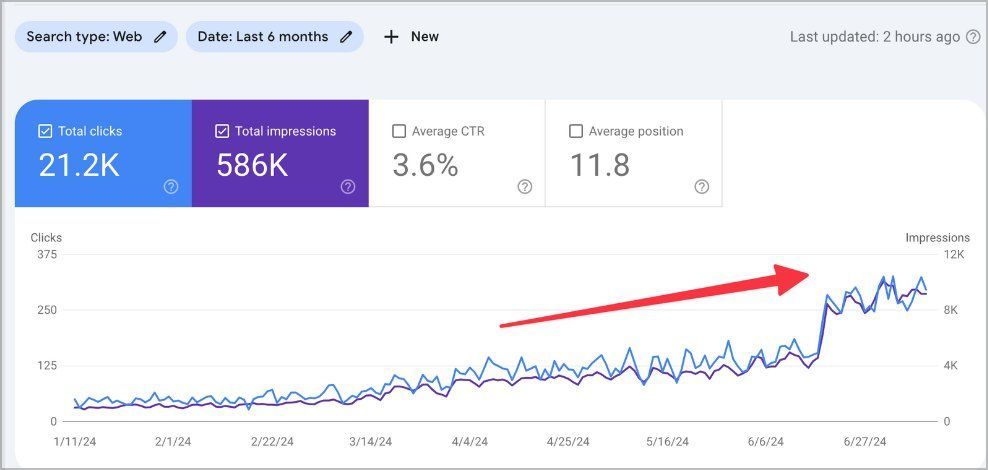 Search type: Web
Date: Last 6 months
+ New
Last updated: 2 hours ago
Total clicks
21.2K
Total impressions
586K
Average CTR
3.6%
Average position
11.8
Clicks
Impressions
375
250
125
0
12K
8K
4K
0
1/11/24
2/1/24
2/22/24
3/14/24
4/4/24
4/25/24
5/16/24
6/6/24
6/27/24